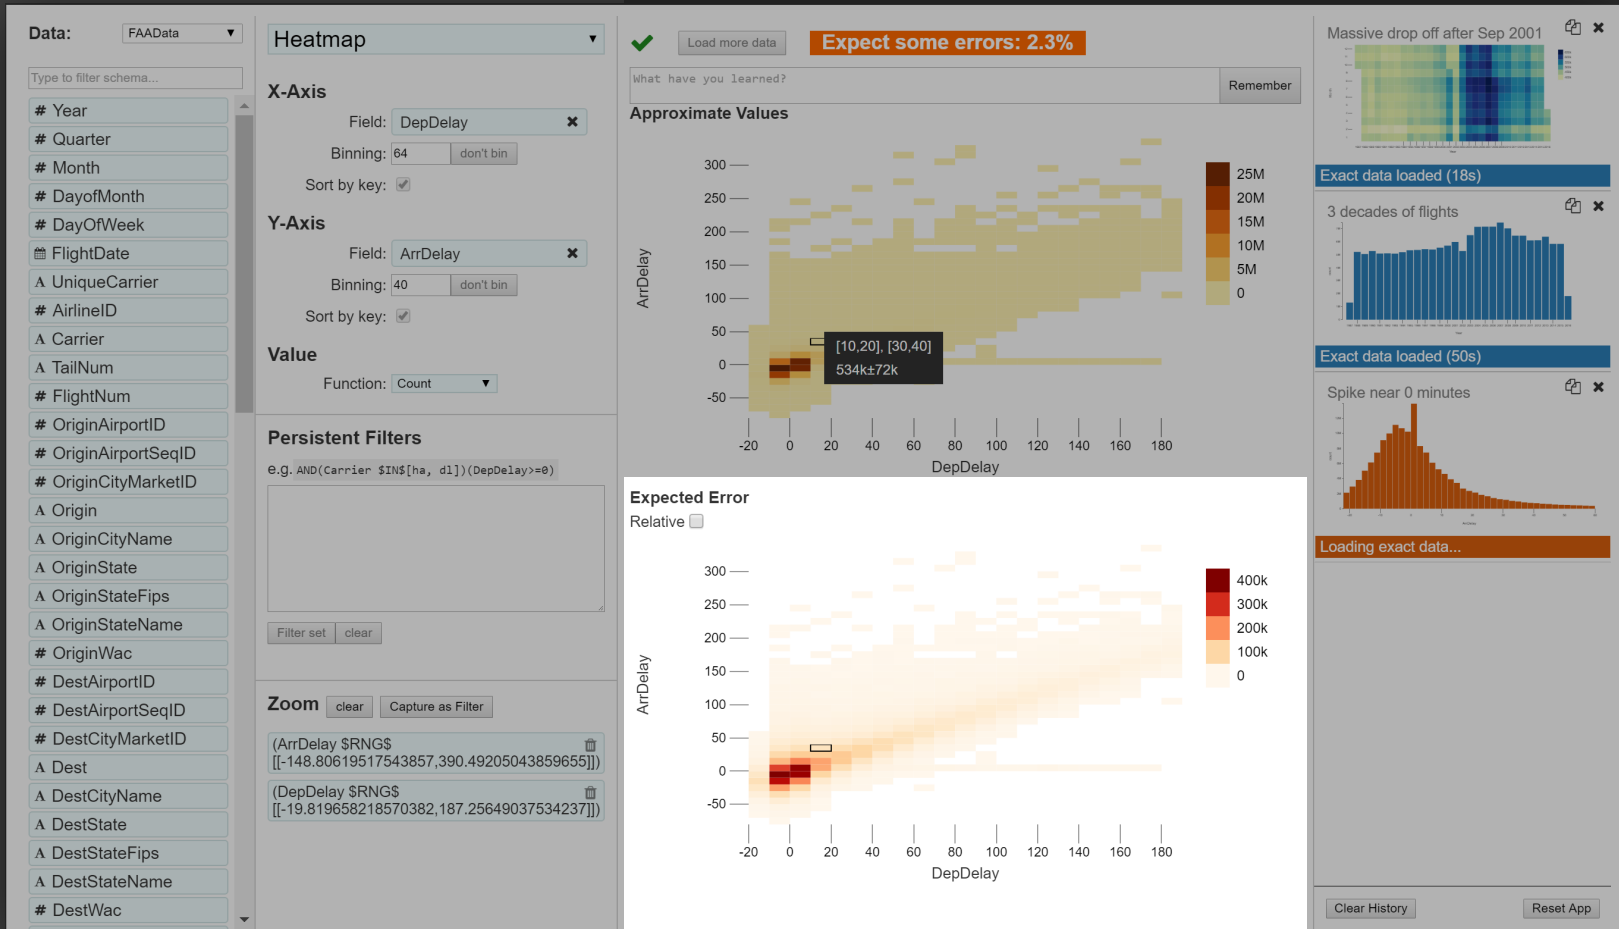 Data:
FAAData
Type to filter schema...
# Year
# Quarter
# Month
# DayofMonth
# DayOfWeek
FlightDate
A UniqueCarrier
# AirlineID
A Carrier
A TailNum
# FlightNum
# OriginAirportID
# OriginAirportSeqID
# OriginCityMarketID
A Origin
A OriginCityName
A OriginState
A OriginStateFips
A OriginStateName
# OriginWac
# DestAirportID
# DestAirportSeqID
# DestCityMarketID
A Dest
A DestCityName
A DestState
A DestStateFips
A DestStateName
# DestWac
Heatmap
X-Axis
Field: DepDelay
Binning: 64 don't bin
Sort by key:
Y-Axis
Field: ArrDelay
Binning: 40 don't bin
Sort by key:
Value
Function: Count
Persistent Filters
e.g. AND(Carrier $IN$[ha, dl])(DepDelay>=0)
Filter set clear
Zoom clear Capture as Filter
(ArrDelay $RNG$
[[-148.80619517543857,390.49205043859655]])
(DepDelay $RNG$
[[-19.819658218570382,187.25649037534237]])
Load more data
Expect some errors: 2.3%
What have you learned?
Remember
Approximate Values
300
250
200
150
100
50
0
-50
ArrDelay
-20 0 20 40 60 80 100 120 140 160 180
DepDelay
25M
20M
15M
10M
5M
0
[10,20], [30,40]
534k±72k
Expected Error
Relative
300
250
200
150
100
50
0
-50
ArrDelay
-20 0 20 40 60 80 100 120 140 160 180
DepDelay
400k
300k
200k
100k
0
Massive drop off after Sep 2001
Exact data loaded (18s)
3 decades of flights
Exact data loaded (50s)
Spike near 0 minutes
Loading exact data...
Clear History
Reset App